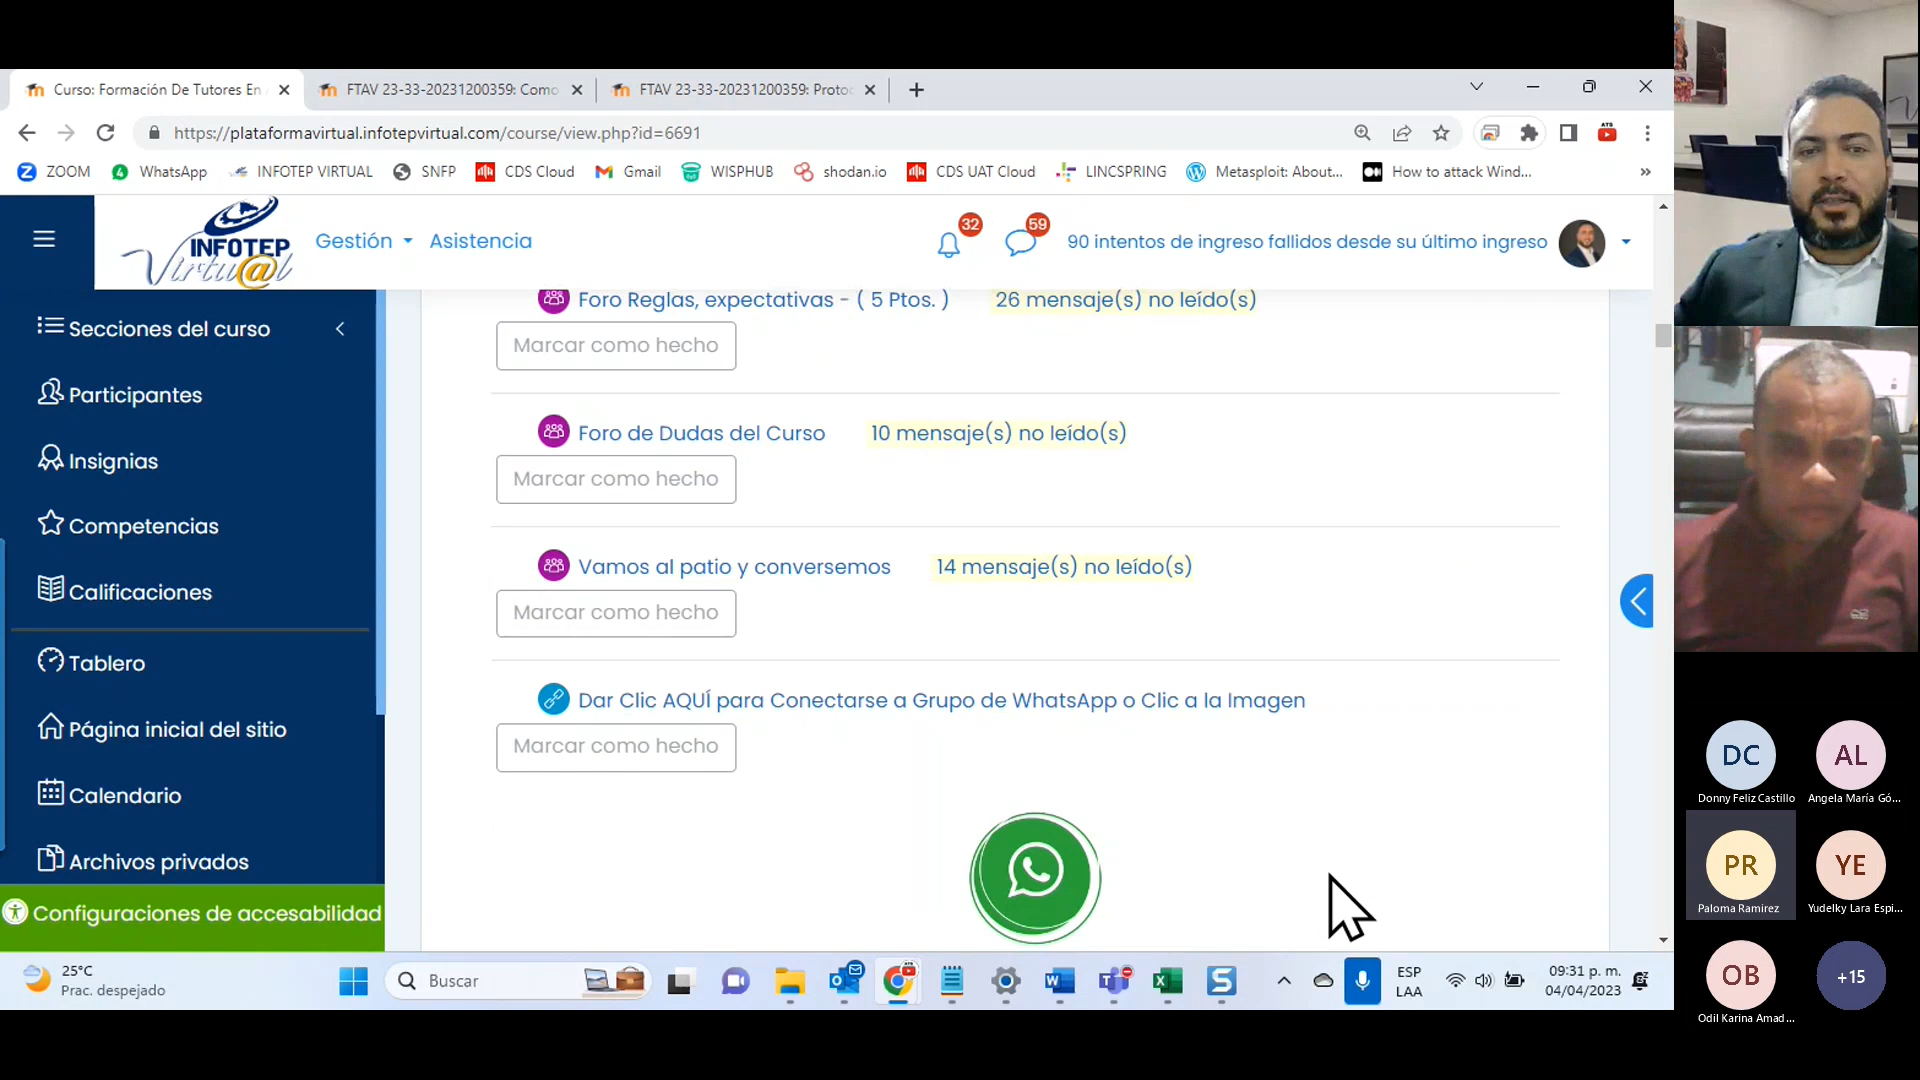 Curso: Formación De Tutores En
FTAV 23-33-20231200359: Como
FTAV 23-33-20231200359: Protoc
https://plataformavirtual.infotepvirtual.com/course/view.php?id=6691
ZOOM
WhatsApp
INFOTEP VIRTUAL
SNFP
CDS Cloud
Gmail
WISPHUB
shodan.io
CDS UAT Cloud
LINCSPRING
Metasploit: About...
How to attack Wind...
»
INFOTEP
Virtu@l
Gestión
Asistencia
32
59
90 intentos de ingreso fallidos desde su último ingreso
Secciones del curso
Participantes
Insignias
Competencias
Calificaciones
Tablero
Página inicial del sitio
Calendario
Archivos privados
Configuraciones de accesabilidad
Foro Reglas, expectativas - ( 5 Ptos. )
26 mensaje(s) no leído(s)
Marcar como hecho
Foro de Dudas del Curso
10 mensaje(s) no leído(s)
Marcar como hecho
Vamos al patio y conversemos
14 mensaje(s) no leído(s)
Marcar como hecho
Dar Clic AQUÍ para Conectarse a Grupo de WhatsApp o Clic a la Imagen
Marcar como hecho
25°C
Prac. despejado
Buscar
ESP
LAA
09:31 p. m.
04/04/2023
DC
Donny Feliz Castillo
AL
Angela María Gó...
PR
Paloma Ramirez
YE
Yudelky Lara Espi...
OB
Odil Karina Amad...
+15